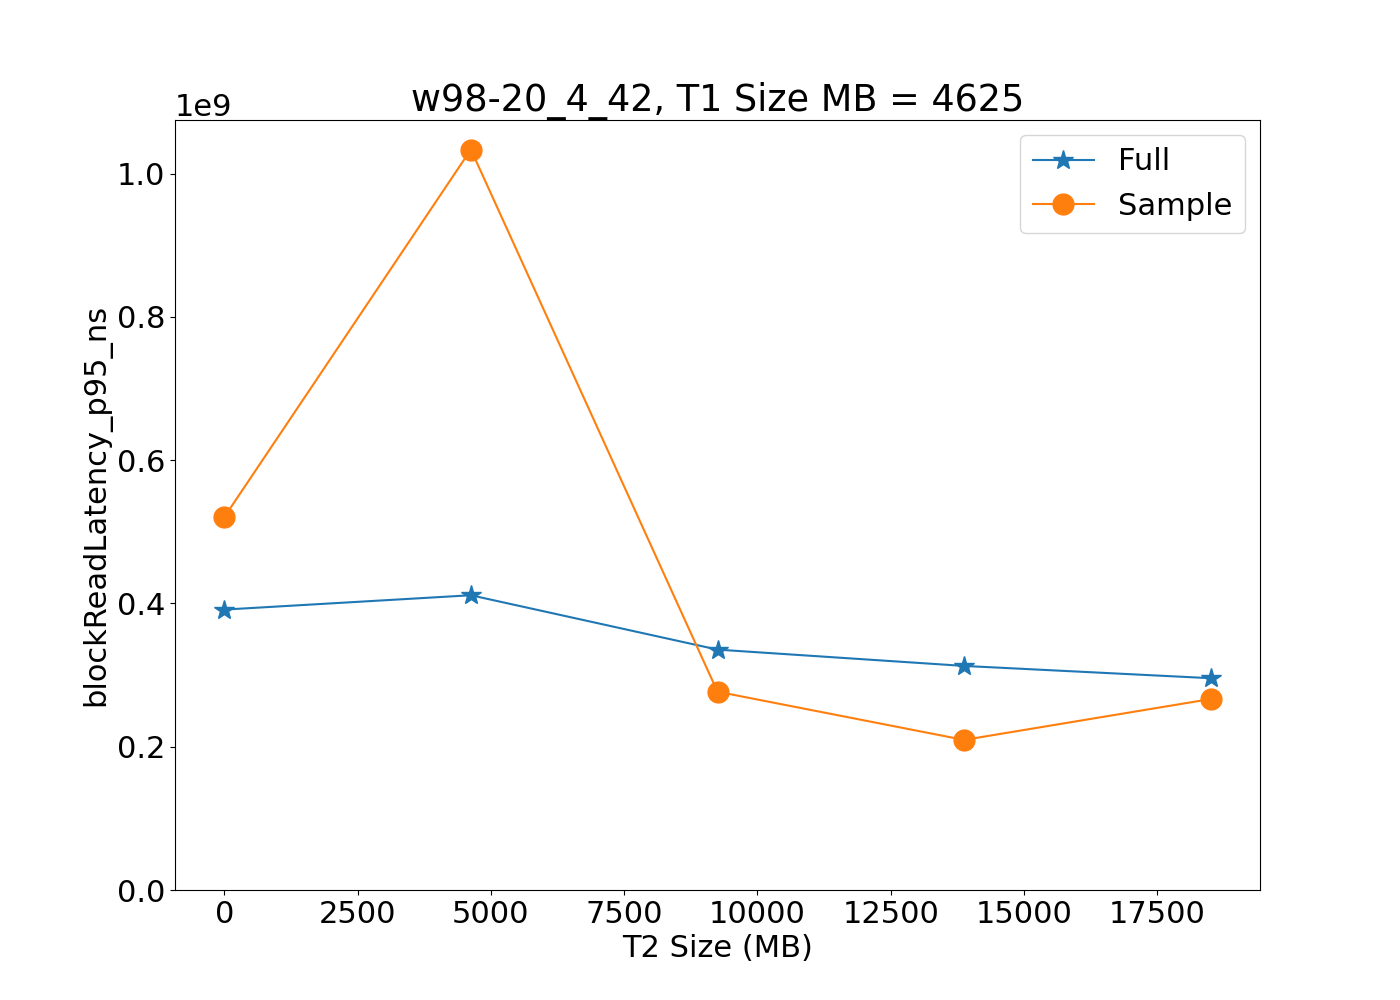 w98-20_4_42, T1 Size MB = 4625
1e9
Full
Sample
1.0
0.8
0.6
0.4
0.2
0.0
blockReadLatency_p95_ns
0 2500 5000 7500 10000 12500 15000 17500
T2 Size (MB)